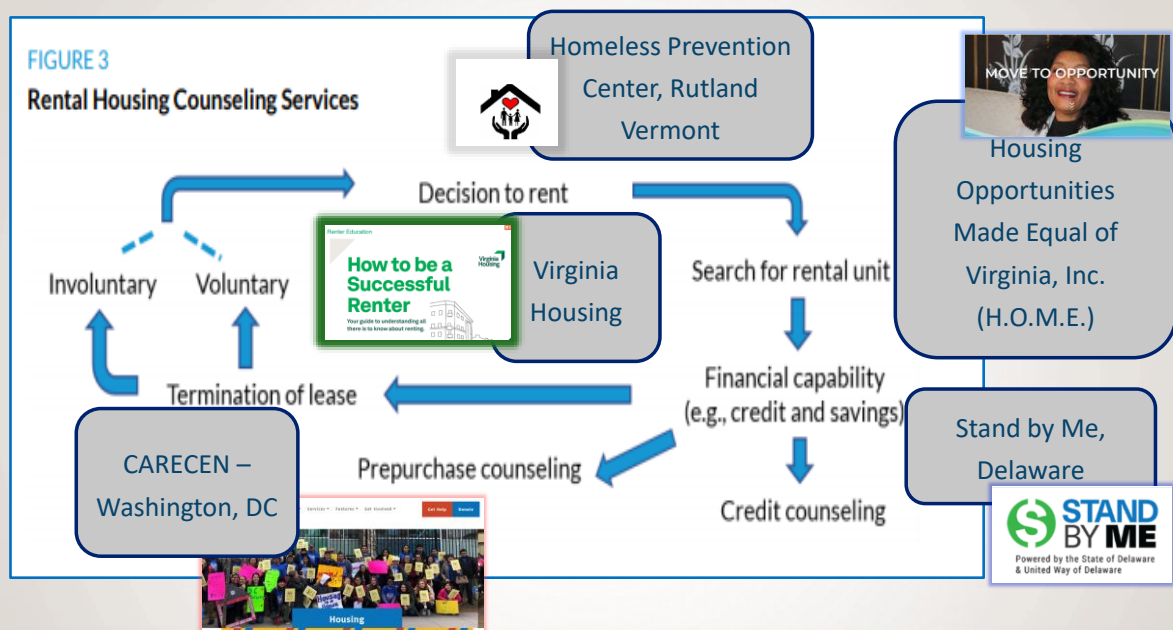 FIGURE 3
Rental Housing Counseling Services
Homeless Prevention
Center, Rutland
Vermont
MOVE TO OPPORTUNITY
Housing
Opportunities
Made Equal of
Virginia, Inc.
(H.O.M.E.)
Decision to rent
Involuntary
Voluntary
Renter Education
How to be a
Successful
Renter
Your guide to understanding all
there is to know about renting.
Virginia
Housing
Virginia
Housing
Search for rental unit
Termination of lease
Financial capability
(e.g., credit and savings)
Stand by Me,
Delaware
CARECEN –
Washington, DC
Prepurchase counseling
Credit counseling
STAND
BY ME
Powered by the State of Delaware
& United Way of Delaware
Services Features Get Involved
Get Help
Donate
Housing